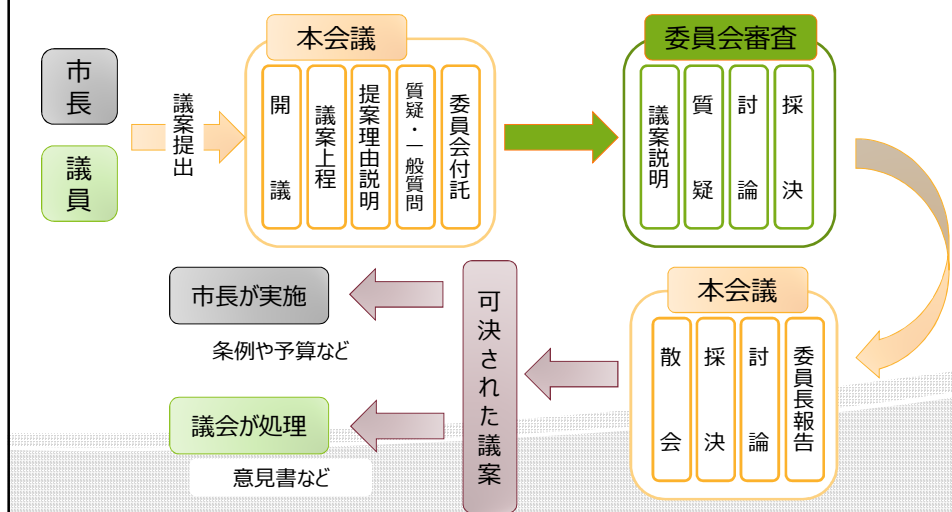 市長
議員
議案提出
本会議
開議
議案上程
提案理由説明
質疑・一般質問
委員会付託
委員会審査
議案説明
質疑
討論
採決
本会議
委員長報告
討論
採決
散会
可決された議案
市長が実施
条例や予算など
議会が処理
意見書など